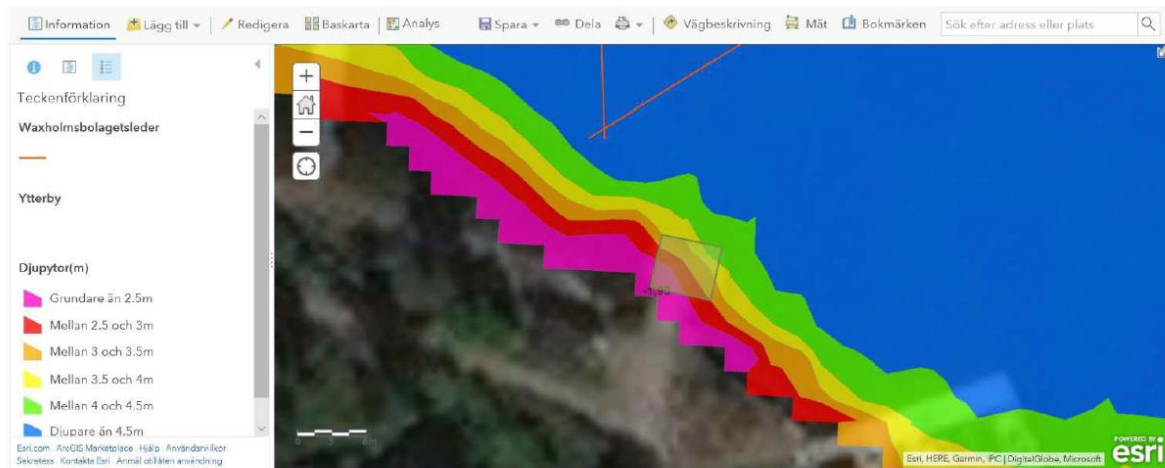 Information Lägg till Redigera Baskarta Analys Spara Dela Vägbeskrivning Mät Bokmärken Sök efter adress eller plats
Teckenförklaring
Waxholmsbolagetsleder
Ytterby
Djupytor(m)
Grundare än 2.5m
Mellan 2.5 och 3m
Mellan 3 och 3.5m
Mellan 3.5 och 4m
Mellan 4 och 4.5m
Djupare än 4.5m
Esri.com . ArcGIS Marketplace . Hjälp . Användarvillkor .
Sekretess . Kontakta Esri . Anmäl otillåten användning
Esri, HERE, Garmin, IPC | DigitalGlobe, Microsoft
POWERED BY
esri